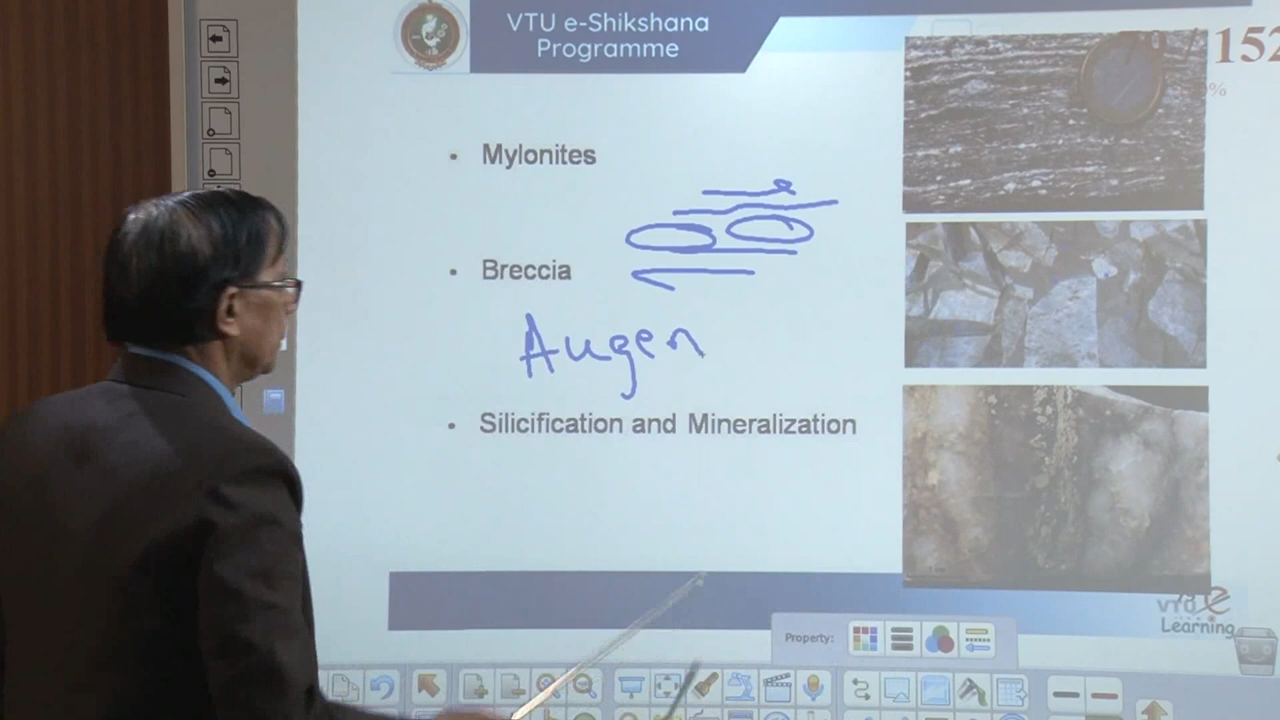 VTU e-Shikshana
Programme
152
%
• Mylonites
• Breccia
Augen
• Silicification and Mineralization
VTU e
Learning
Property: